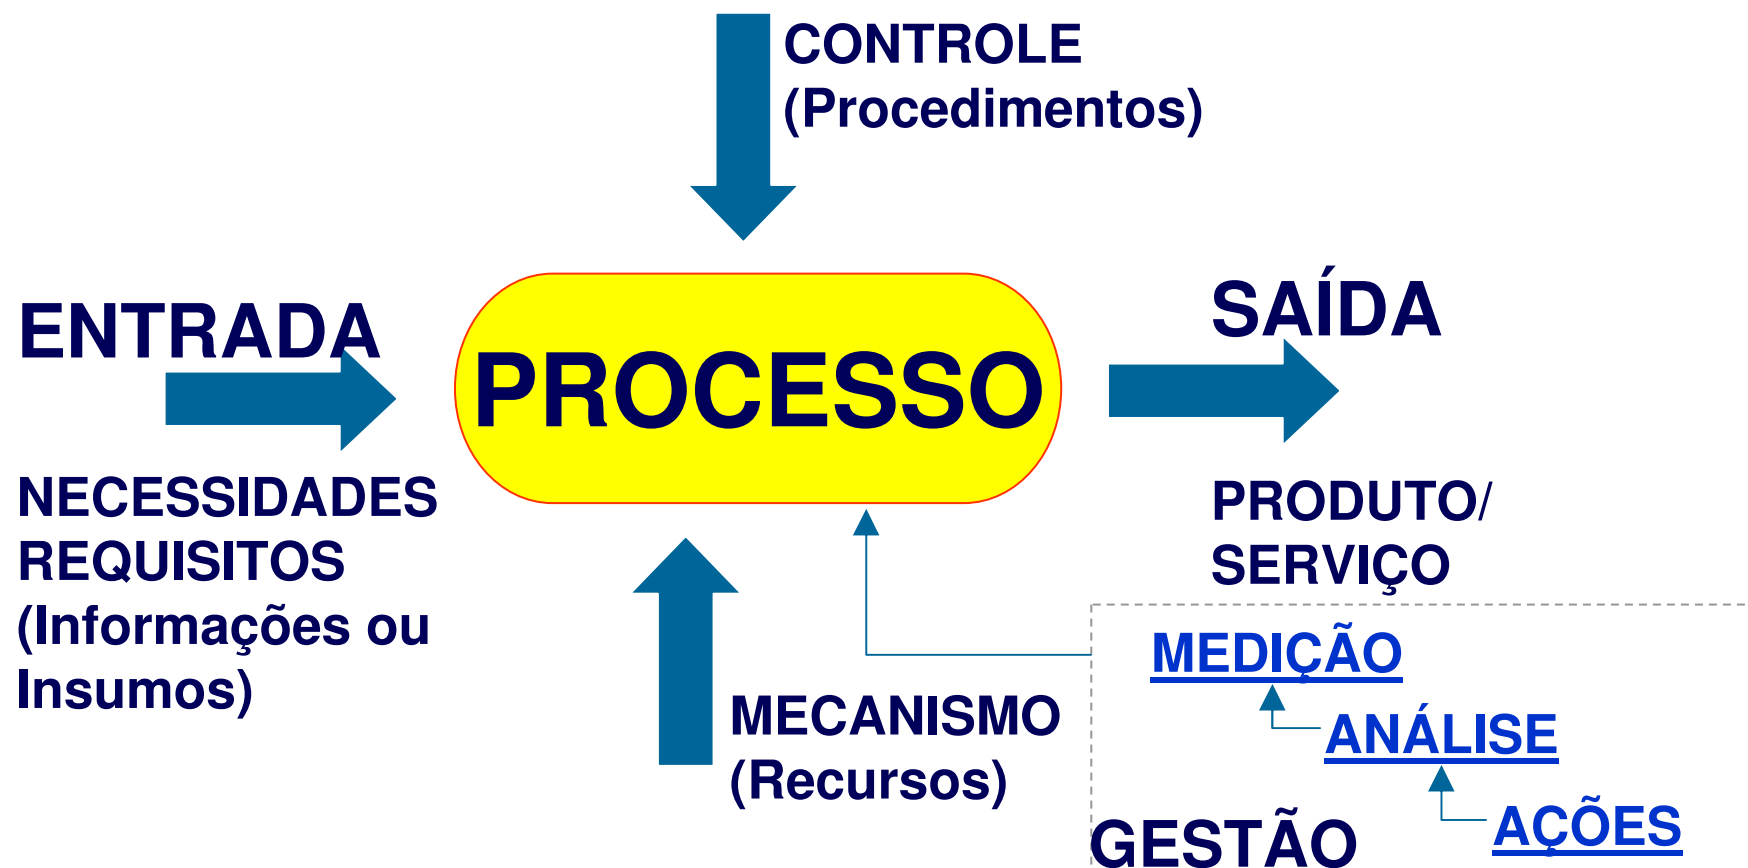 CONTROLE
(Procedimentos)
ENTRADA
SAÍDA
PROCESSO
NECESSIDADES
REQUISITOS
(Informações ou
Insumos)
PRODUTO/
SERVIÇO
MECANISMO
(Recursos)
MEDIÇÃO
ANÁLISE
AÇÕES
GESTÃO